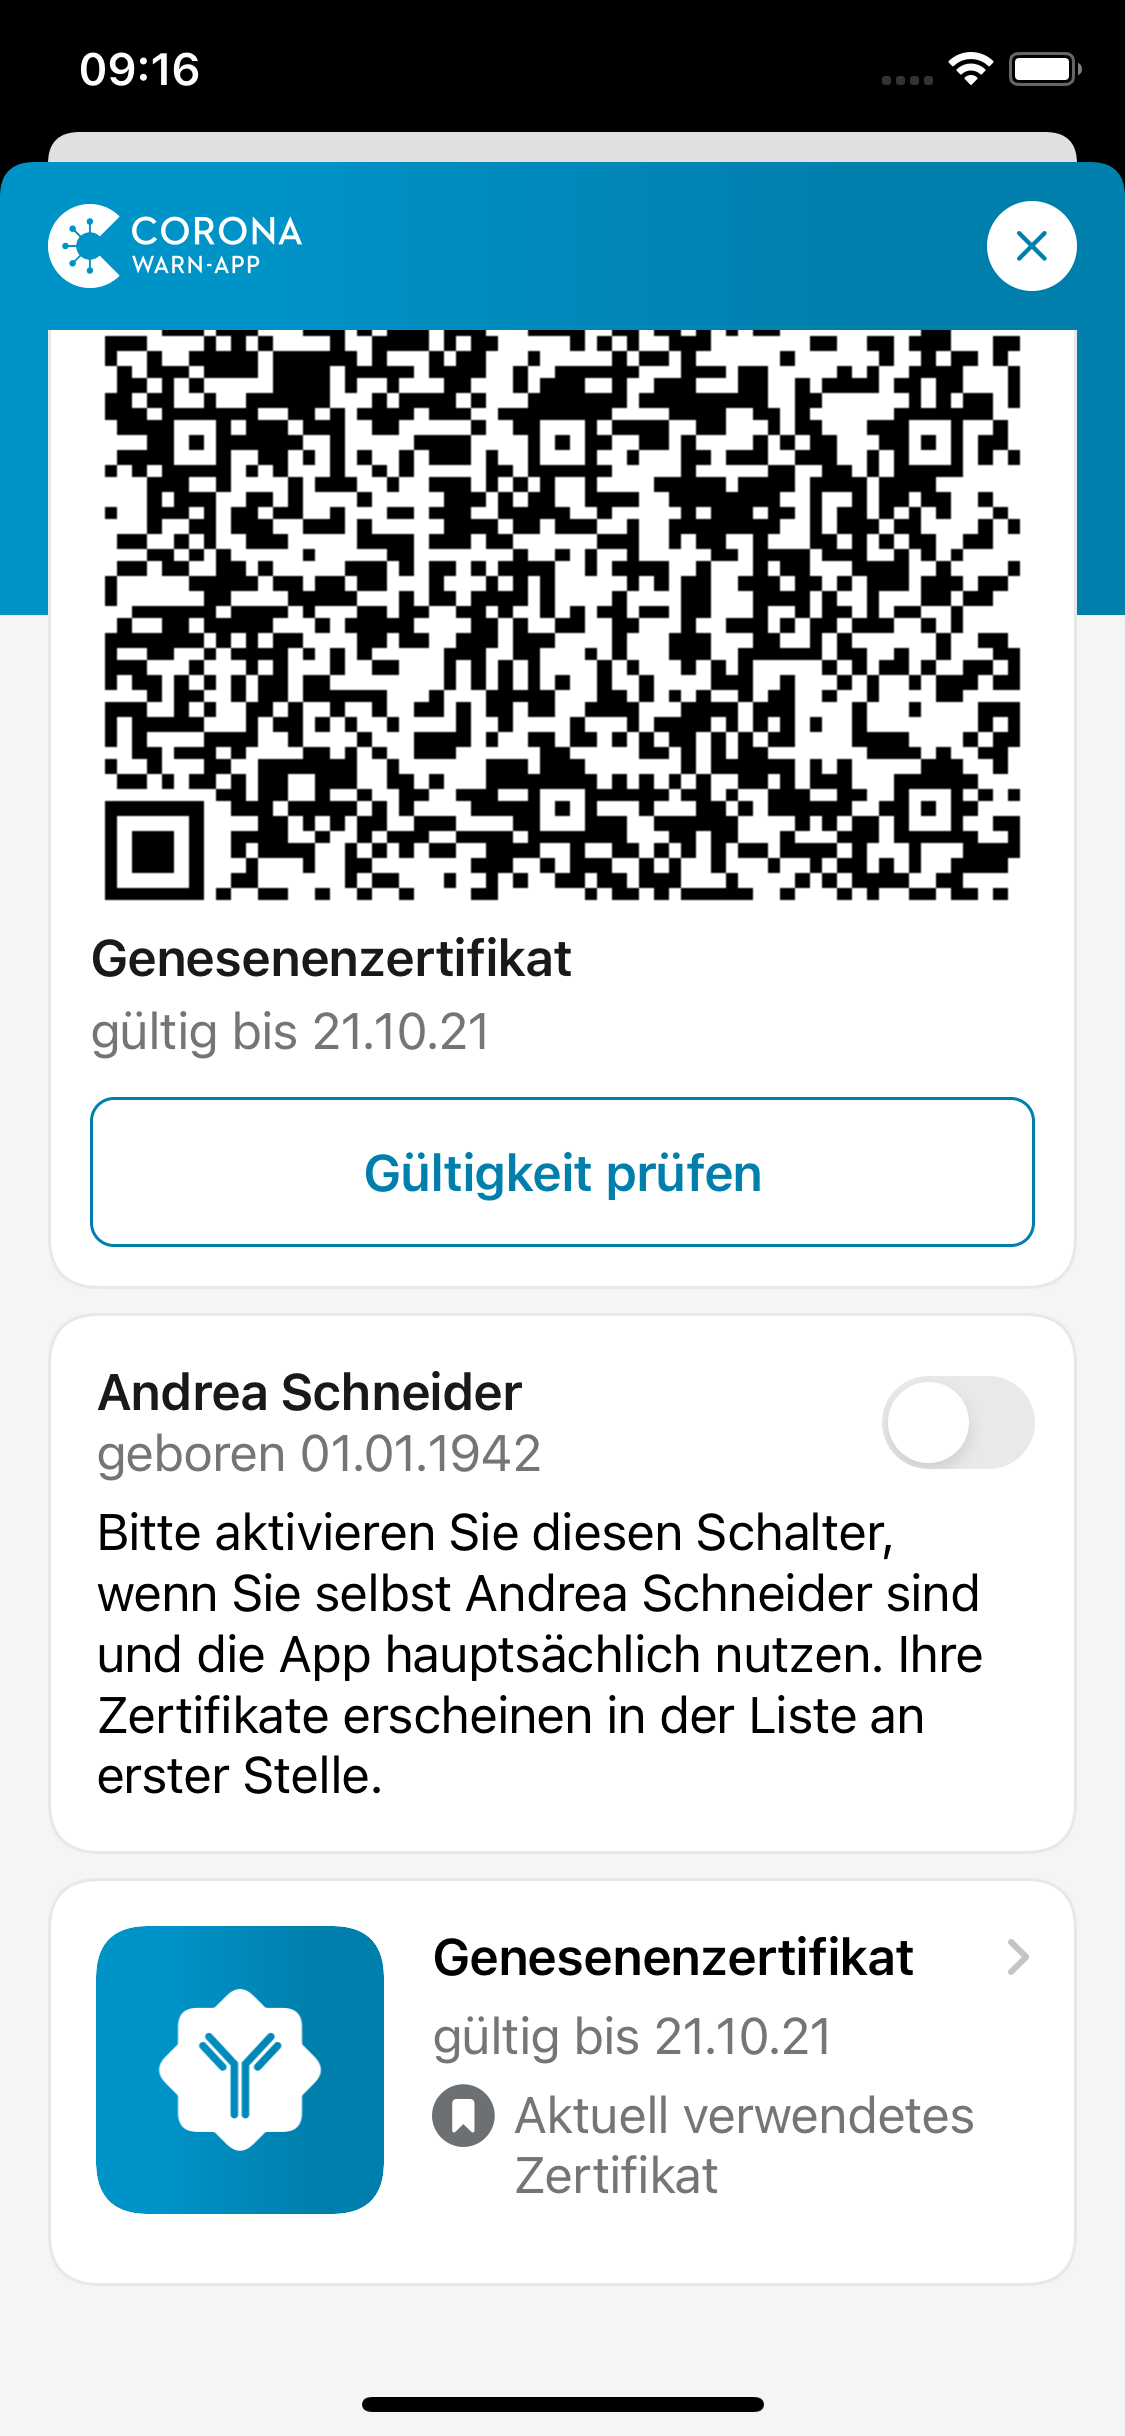 09:16
CORONA
WARN-APP
Genesenenzertifikat
gültig bis 21.10.21
Gültigkeit prüfen
Andrea Schneider
geboren 01.01.1942
Bitte aktivieren Sie diesen Schalter,
wenn Sie selbst Andrea Schneider sind
und die App hauptsächlich nutzen. Ihre
Zertifikate erscheinen in der Liste an
erster Stelle.
Genesenenzertifikat
gültig bis 21.10.21
Aktuell verwendetes
Zertifikat